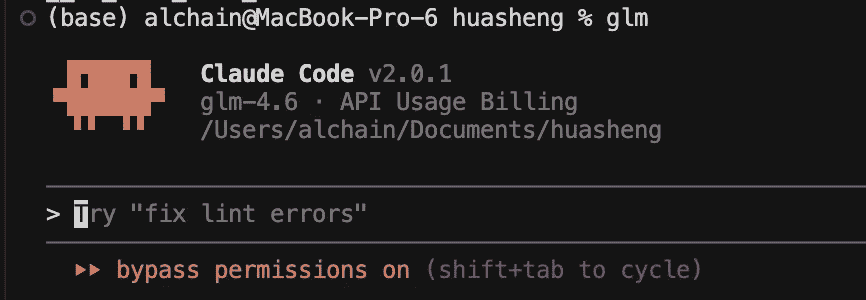 (base) alchain@MacBook-Pro-6 huasheng % glm
Claude Code v2.0.1
glm-4.6 · API Usage Billing
/Users/alchain/Documents/huasheng
> Try "fix lint errors"
▸▸ bypass permissions on (shift+tab to cycle)